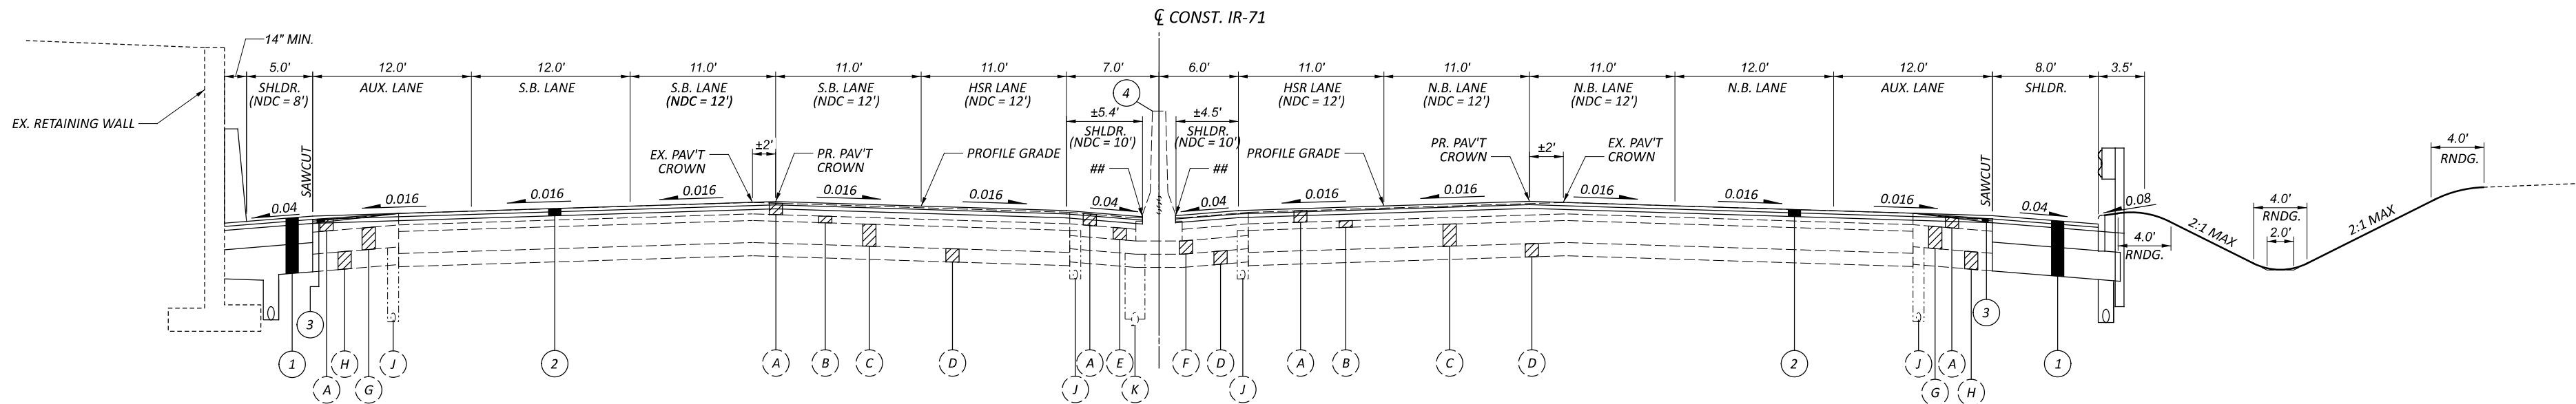 ℄ CONST. IR-71
14" MIN.
5.0'
12.0'
12.0'
11.0'
11.0'
11.0'
7.0'
6.0'
11.0'
11.0'
11.0'
12.0'
12.0'
8.0'
3.5'
SHLDR.
(NDC = 8')
AUX. LANE
S.B. LANE
S.B. LANE
(NDC = 12')
S.B. LANE
(NDC = 12')
HSR LANE
(NDC = 12')
4
HSR LANE
(NDC = 12')
N.B. LANE
(NDC = 12')
N.B. LANE
(NDC = 12')
N.B. LANE
AUX. LANE
SHLDR.
EX. RETAINING WALL
±5.4'
SHLDR.
(NDC = 10')
±4.5'
SHLDR.
(NDC = 10')
SAWCUT
EX. PAV'T
CROWN
±2'
PR. PAV'T
CROWN
PROFILE GRADE
##
##
PROFILE GRADE
PR. PAV'T
CROWN
±2'
EX. PAV'T
CROWN
SAWCUT
4.0'
RNDG.
0.04
0.016
0.016
0.016
0.016
0.016
0.04
0.04
0.016
0.016
0.016
0.016
0.016
0.04
0.08
4.0'
RNDG.
2:1 MAX
4.0'
RNDG.
2.0'
2:1 MAX
3
3
1
H
J
2
A
B
C
D
A
E
F
D
A
B
C
D
2
J
A
1
A
G
J
K
J
G
H